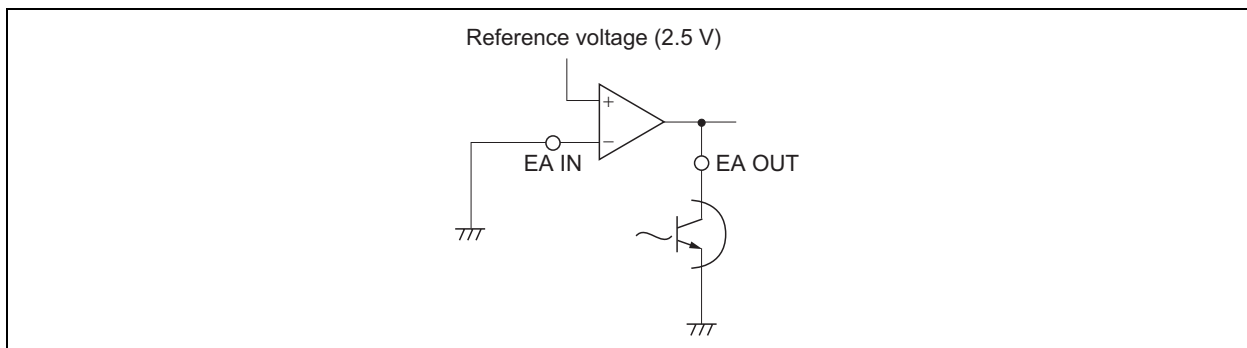 Reference voltage (2.5 V)
+
−
EA IN
EA OUT